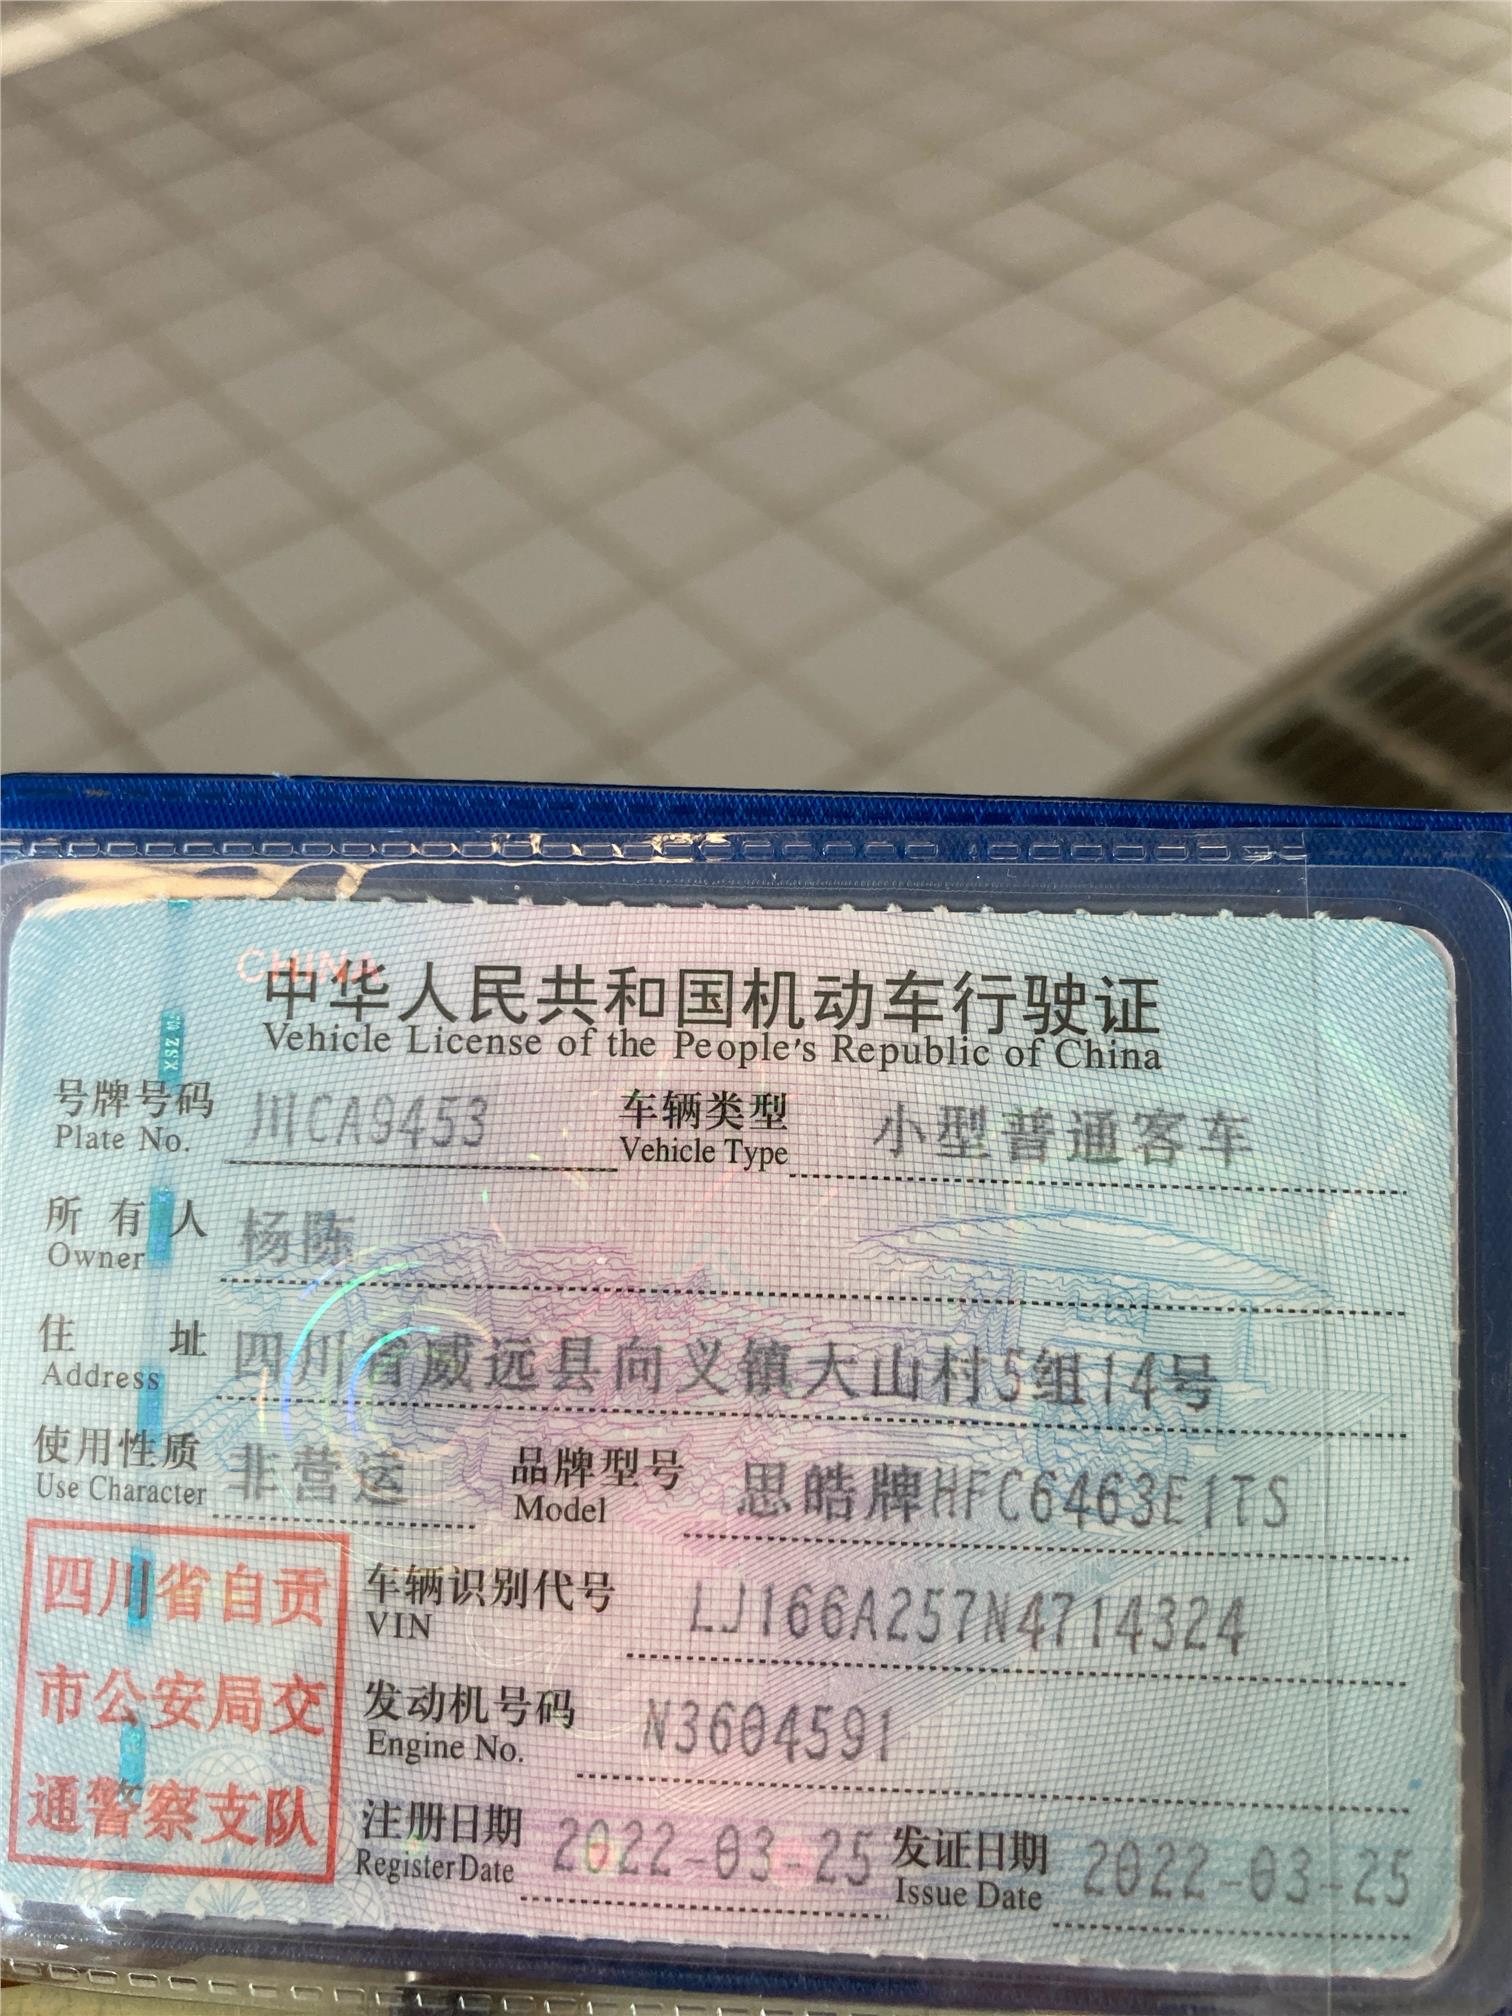 CHINA
中华人民共和国机动车行驶证
Vehicle License of the People's Republic of China
号牌号码 川CA9453 车辆类型 小型普通客车
Plate No. Vehicle Type
所有人 杨陈
Owner
住址 四川省威远县向义镇大山村5组14号
Address
使用性质 非营运 品牌型号 思皓牌HFC6463E1TS
Use Character Model
四川省自贡
市公安局交
通警察支队
车辆识别代号 LJ166A257N4714324
VIN
发动机号码 N3604591
Engine No.
注册日期 2022-03-25 发证日期 2022-03-25
Register Date Issue Date